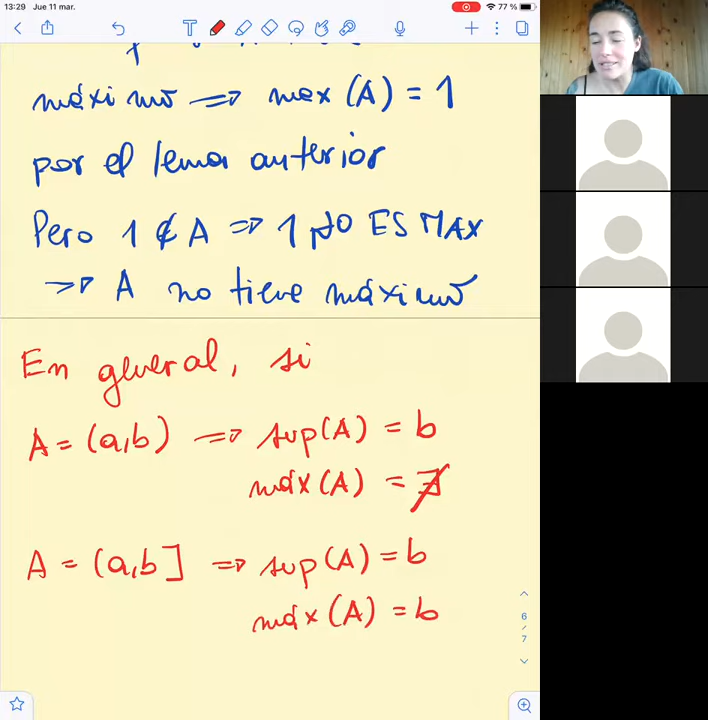 13:29 Jue 11 mar.
77 %
máximo ⇒ max (A) = 1
por el lema anterior
Pero 1 ∉ A ⇒ 1 NO ES MAX
⇒ A no tiene máximo
En general, si
A = (a,b) ⇒ sup(A) = b
máx(A) = ∄
A = (a,b] ⇒ sup(A) = b
máx(A) = b
6
/
7